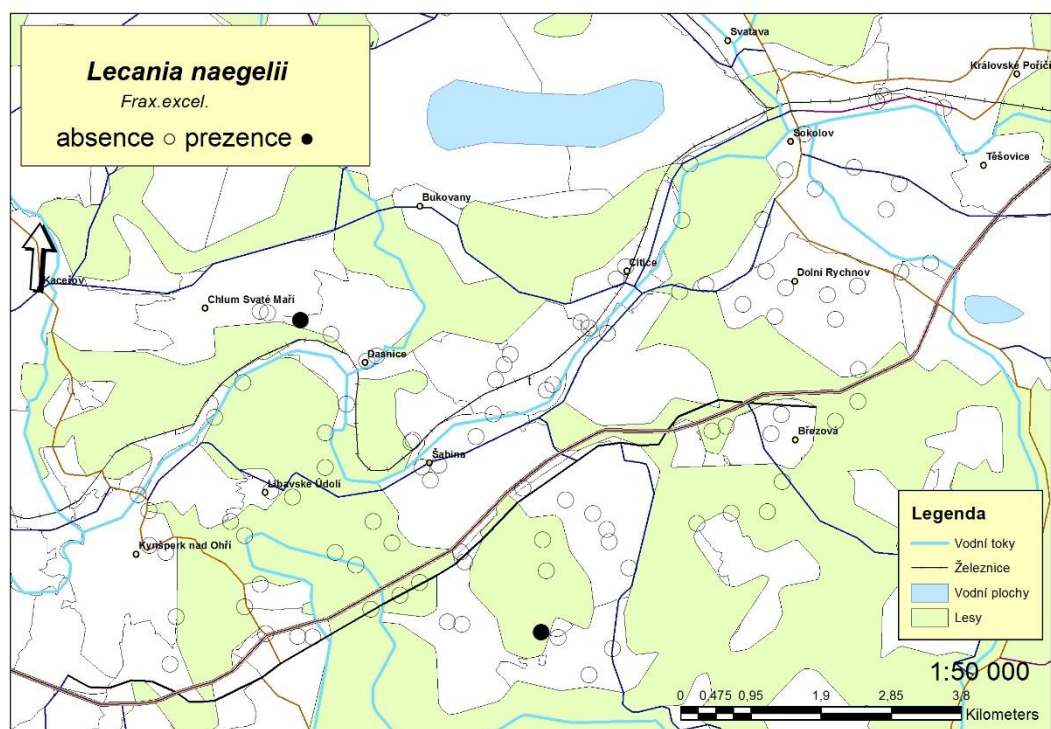 Lecania naegelii
Frax.excel.
absence ○ prezence ●
Svatava
Královské Poříčí
Sokolov
Těšovice
Bukovany
Citice
Dolní Rychnov
Kaceřov
Chlum Svaté Maří
Dasnice
Březová
Šabina
Libavské Údolí
Kynšperk nad Ohří
Legenda
Vodní toky
Železnice
Vodní plochy
Lesy
1:50 000
0 0,475 0,95 1,9 2,85 3,8
Kilometers